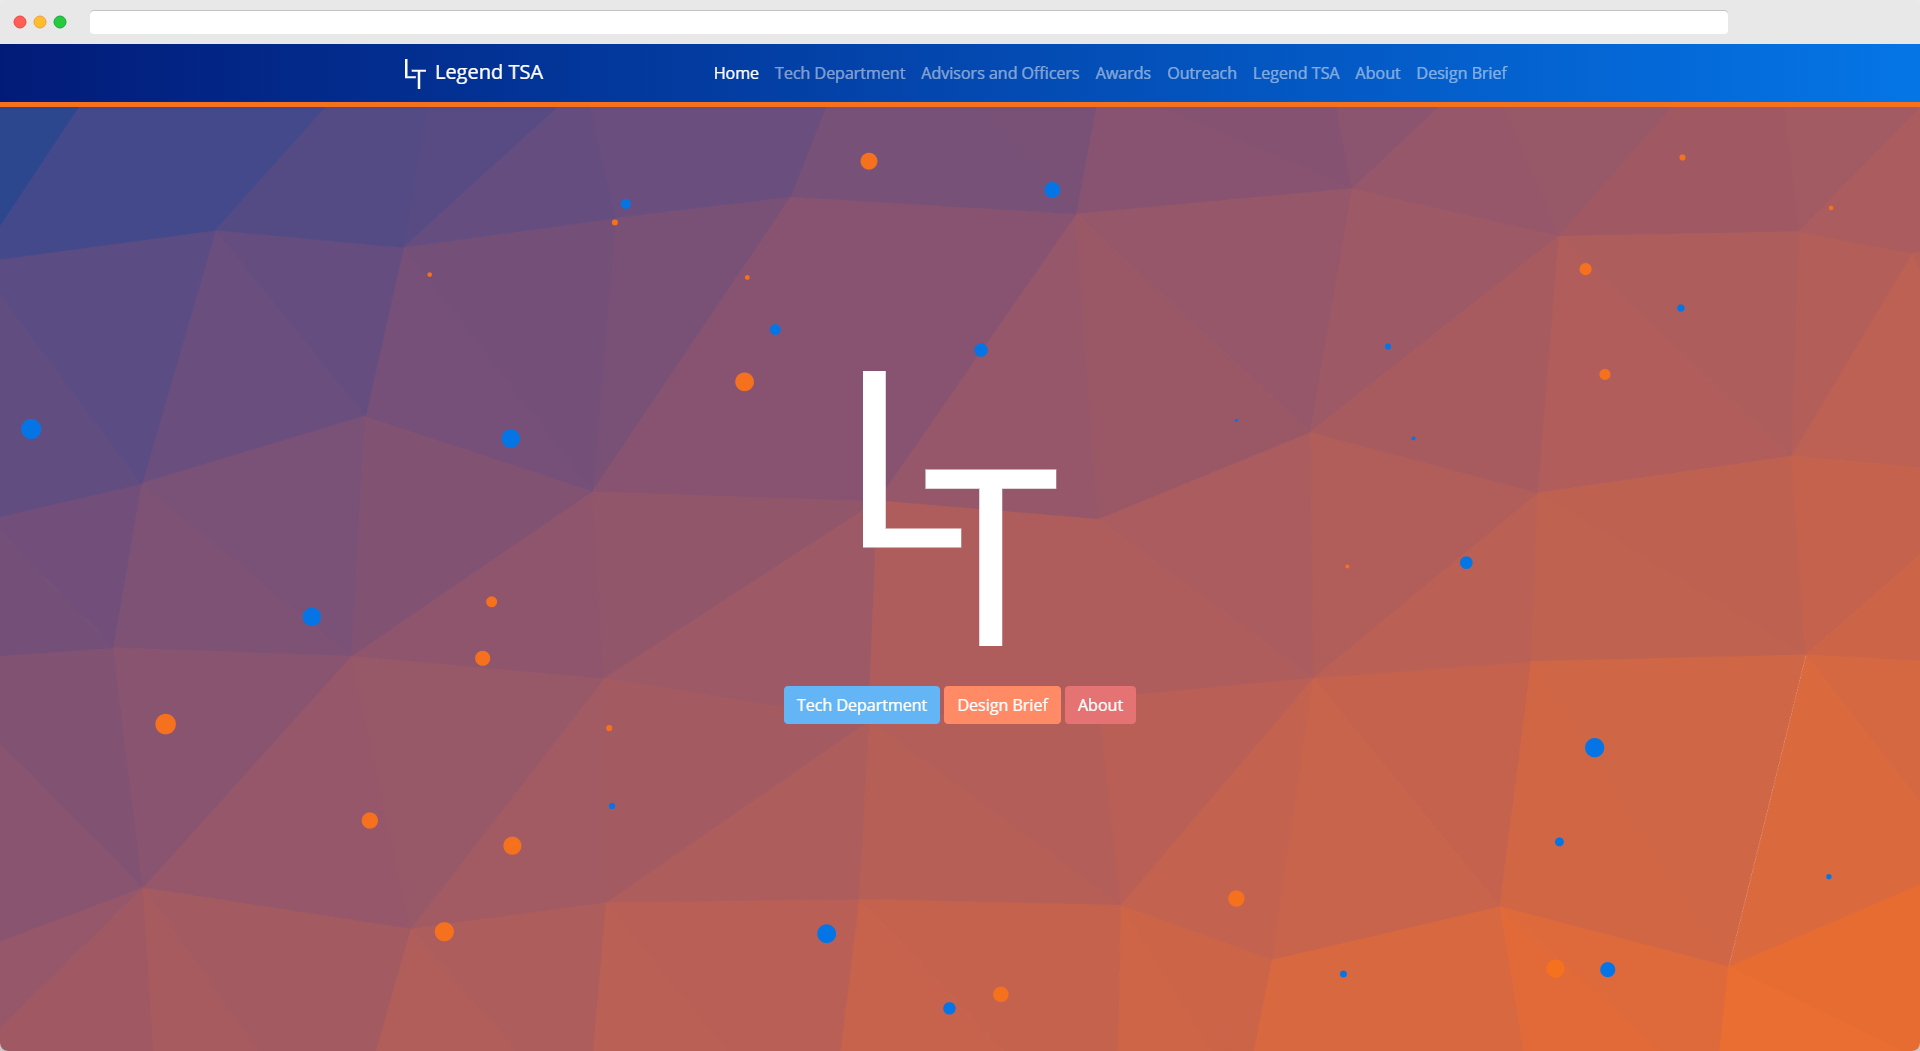 LT Legend TSA Home Tech Department Advisors and Officers Awards Outreach Legend TSA About Design Brief
LT
Tech Department Design Brief About